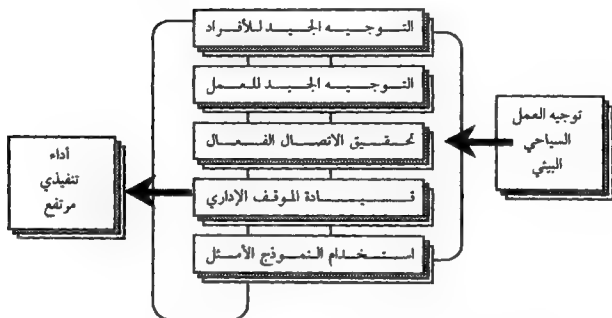 توجيه العمل
السياحي
البيئي
التوجيه الجيد للأفراد
التوجيه الجيد للعمل
تحقيق الاتصال الفعال
قيادة الموقف الإداري
استخدام النموذج الأمثل
أداء
تنفيذي
مرتفع